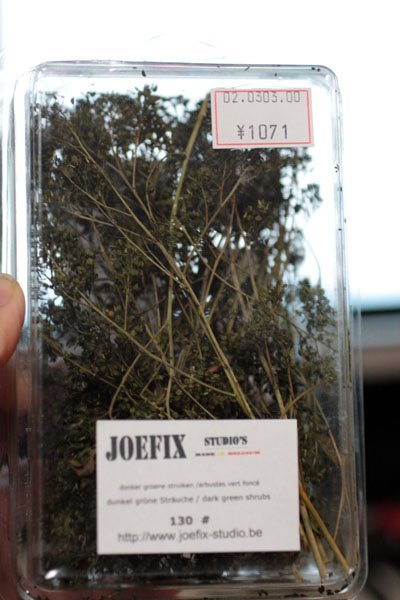 02.0303.00
¥1071
JOEFIX STUDIO'S
MADE IN BELGIUM
donker groene struiken /arbustes vert foncé
dunkel grüne Sträuche / dark green shrubs
130 #
http://www.joefix-studio.be